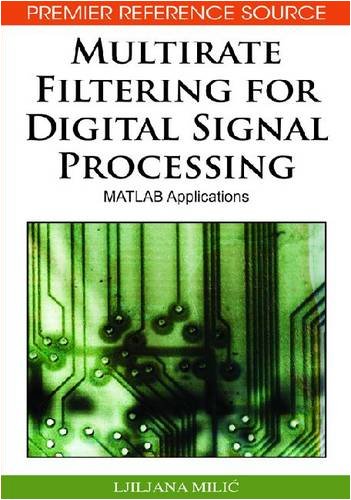 PREMIER REFERENCE SOURCE
MULTIRATE
FILTERING FOR
DIGITAL SIGNAL
PROCESSING
MATLAB Applications
LJILJANA MILIĆ